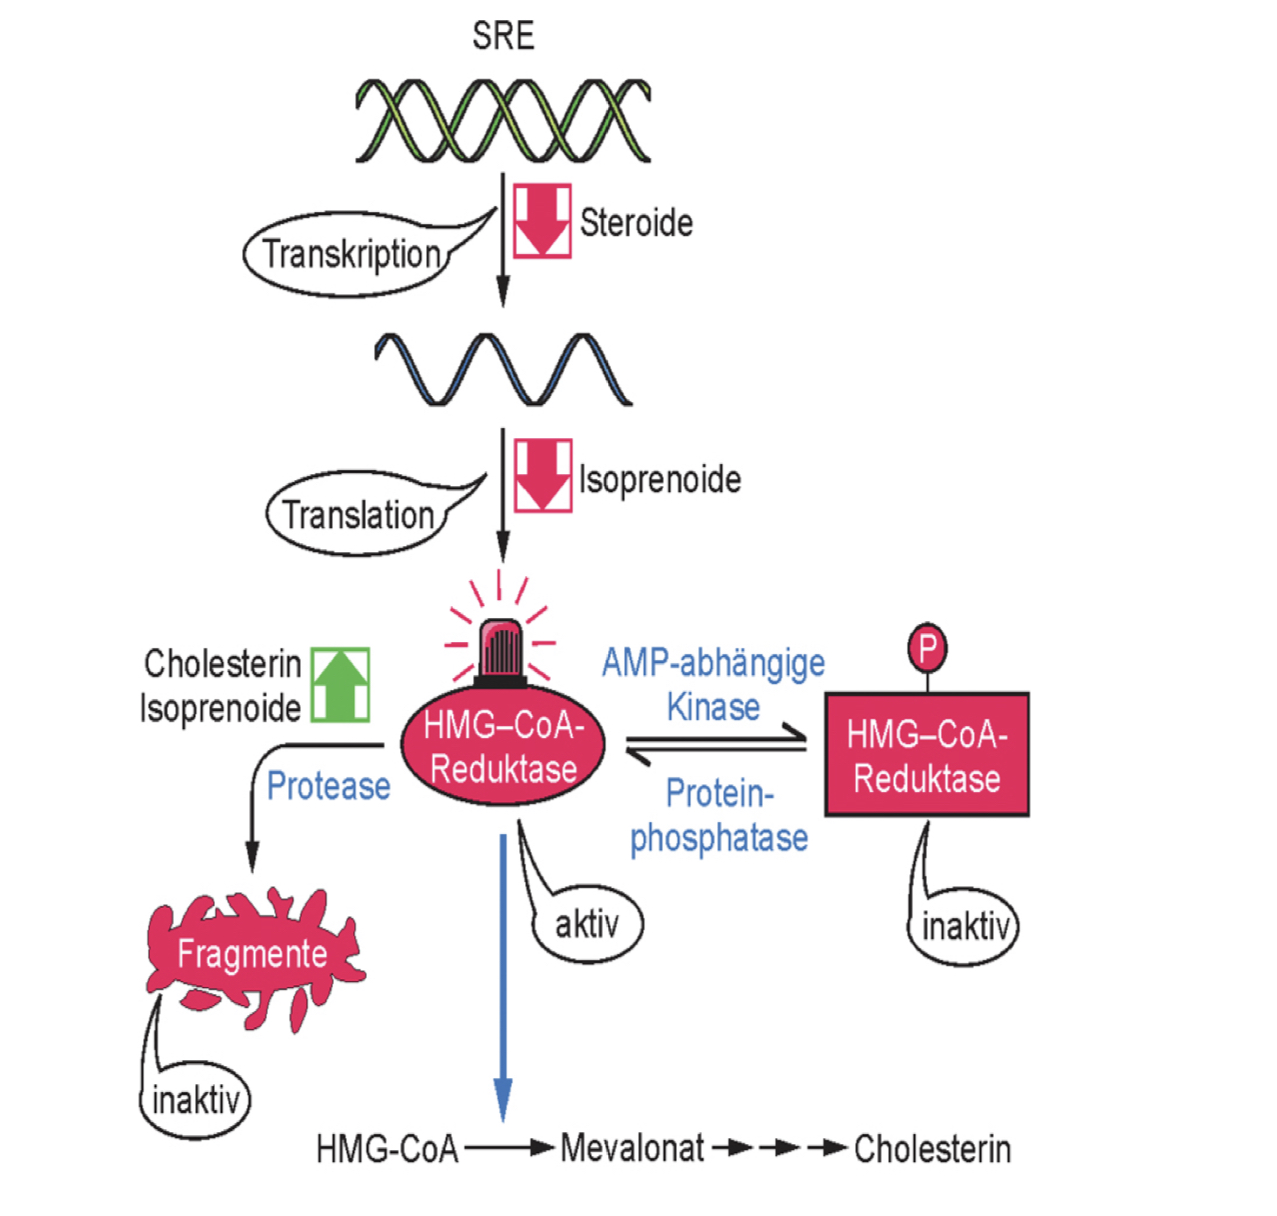 SRE
Transkription
Steroide
Translation
Isoprenoide
Cholesterin
Isoprenoide
Protease
HMG–CoA-
Reduktase
AMP-abhängige
Kinase
Protein-
phosphatase
P
HMG–CoA-
Reduktase
aktiv
inaktiv
Fragmente
inaktiv
HMG-CoA Mevalonat Cholesterin